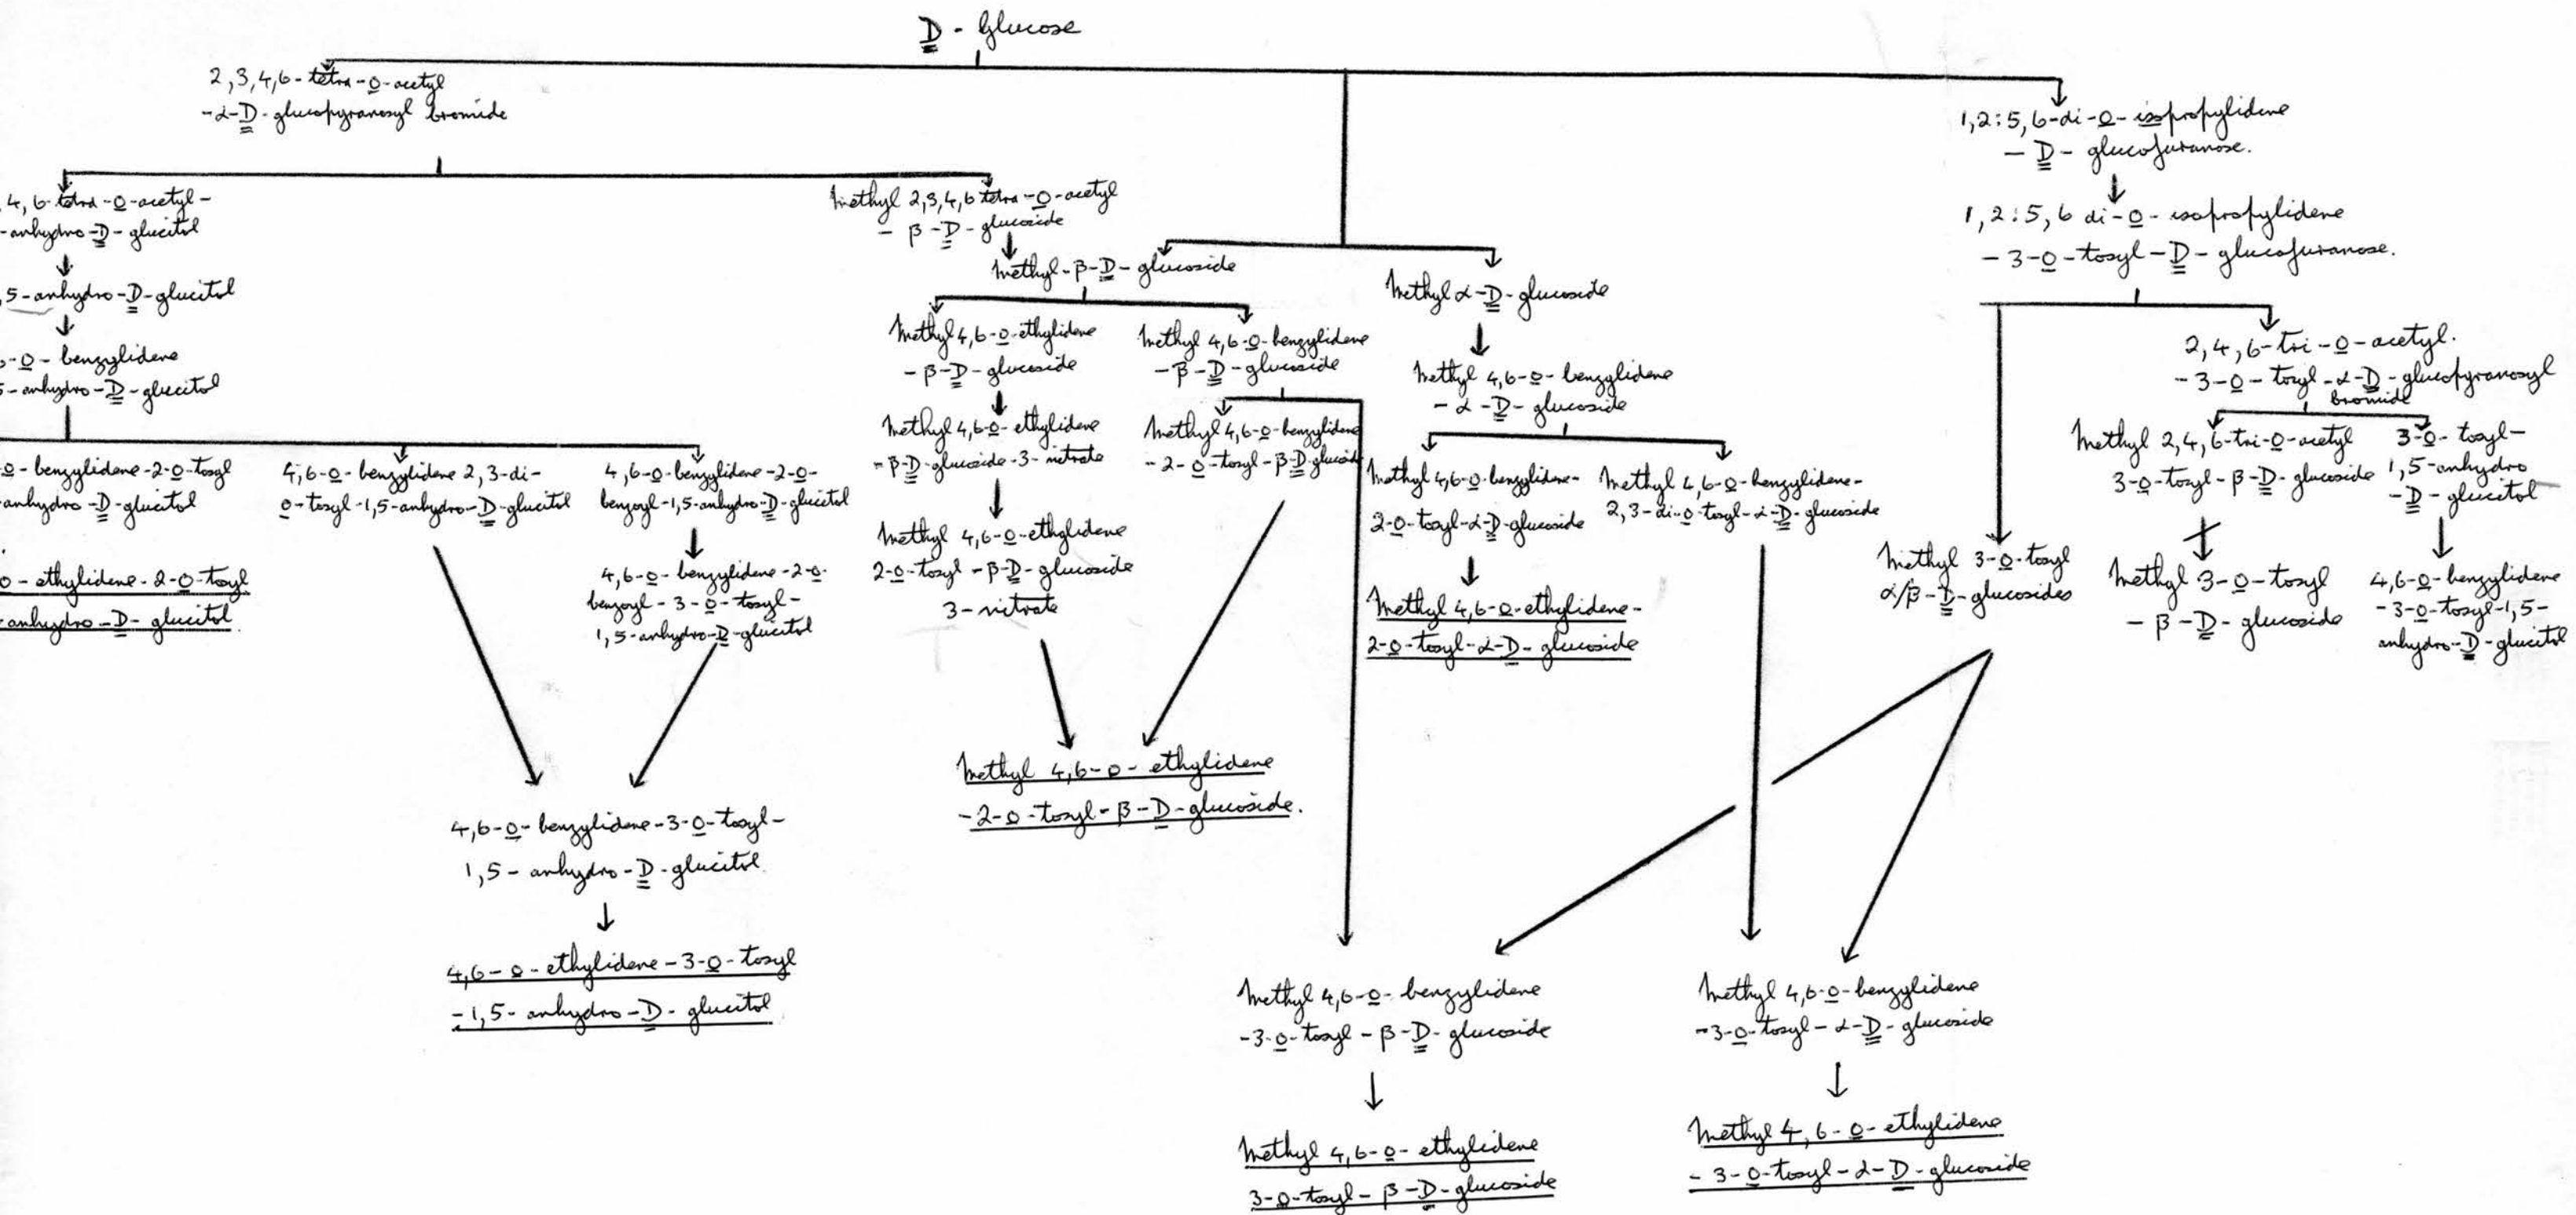 D - Glucose
2,3,4,6-tetra-O-acetyl
-α-D-glucopyranosyl bromide
1,2:5,6-di-O-isopropylidene
- D - glucofuranose.
4,6-tetra-O-acetyl-
-anhydro-D-glucitol
Methyl 2,3,4,6 tetra-O-acetyl
- β-D-glucoside
1,2:5,6 di-O-isopropylidene
-3-O-tosyl-D-glucofuranose.
5-anhydro-D-glucitol
Methyl-β-D-glucoside
Methyl α-D-glucoside
-O-benzylidene
5-anhydro-D-glucitol
Methyl 4,6-O-ethylidene
-β-D-glucoside
Methyl 4,6-O-benzylidene
-β-D-glucoside
Methyl 4,6-O-benzylidene
-α-D-glucoside
2,4,6-tri-O-acetyl.
-3-O-tosyl-α-D-glucopyranosyl
bromide
O-benzylidene-2-O-tosyl
anhydro-D-glucitol
4,6-O-benzylidene 2,3-di-
O-tosyl-1,5-anhydro-D-glucitol
4,6-O-benzylidene-2-O-
benzoyl-1,5-anhydro-D-glucitol
Methyl 4,6-O-ethylidene
-β-D-glucoside-3-nitrate
Methyl 4,6-O-benzylidene
-2-O-tosyl-β-D-glucosid
Methyl 4,6-O-benzylidene-
2-O-tosyl-α-D-glucoside
Methyl 4,6-O-benzylidene-
2,3-di-O-tosyl-α-D-glucoside
Methyl 2,4,6-tri-O-acetyl
3-O-tosyl-β-D-glucoside
3-O-tosyl-
1,5-anhydro
-D-glucitol
O-ethylidene-2-O-tosyl
anhydro-D-glucitol.
4,6-O-benzylidene-2-O-
benzoyl-3-O-tosyl-
1,5-anhydro-D-glucitol
Methyl 4,6-O-ethylidene
2-O-tosyl-β-D-glucoside
3-nitrate
Methyl 4,6-O-ethylidene-
2-O-tosyl-α-D-glucoside
Methyl 3-O-tosyl
α/β-D-glucosides
Methyl 3-O-tosyl
-β-D-glucoside
4,6-O-benzylidene
-3-O-tosyl-1,5-
anhydro-D-glucitol
Methyl 4,6-O-ethylidene
-2-O-tosyl-β-D-glucoside.
4,6-O-benzylidene-3-O-tosyl-
1,5-anhydro-D-glucitol
4,6-O-ethylidene-3-O-tosyl
-1,5-anhydro-D-glucitol
Methyl 4,6-O-benzylidene
-3-O-tosyl-β-D-glucoside
Methyl 4,6-O-benzylidene
-3-O-tosyl-α-D-glucoside
Methyl 4,6-O-ethylidene
3-O-tosyl-β-D-glucoside
Methyl 4,6-O-ethylidene
-3-O-tosyl-α-D-glucoside